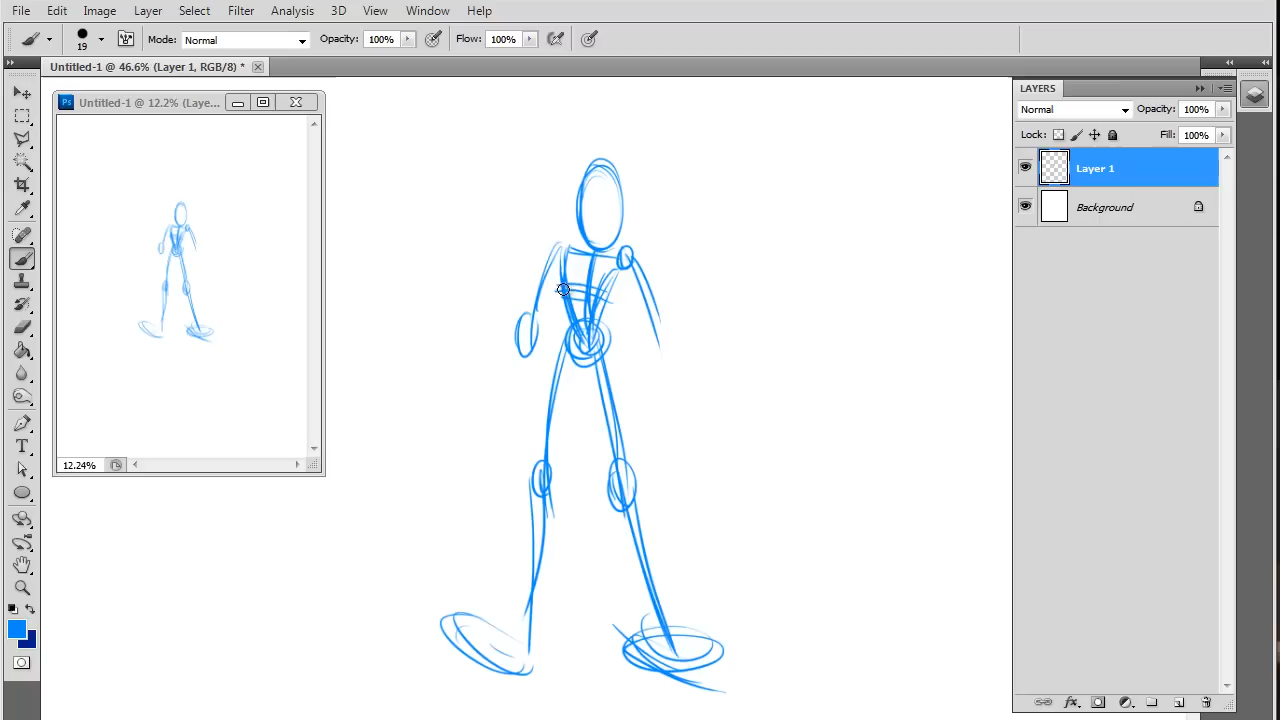 File Edit Image Layer Select Filter Analysis 3D View Window Help
19 Mode: Normal Opacity: 100% Flow: 100%
Untitled-1 @ 46.6% (Layer 1, RGB/8) *
Ps Untitled-1 @ 12.2% (Laye...
12.24%
LAYERS
Normal Opacity: 100%
Lock: Fill: 100%
Layer 1
Background
T
fx